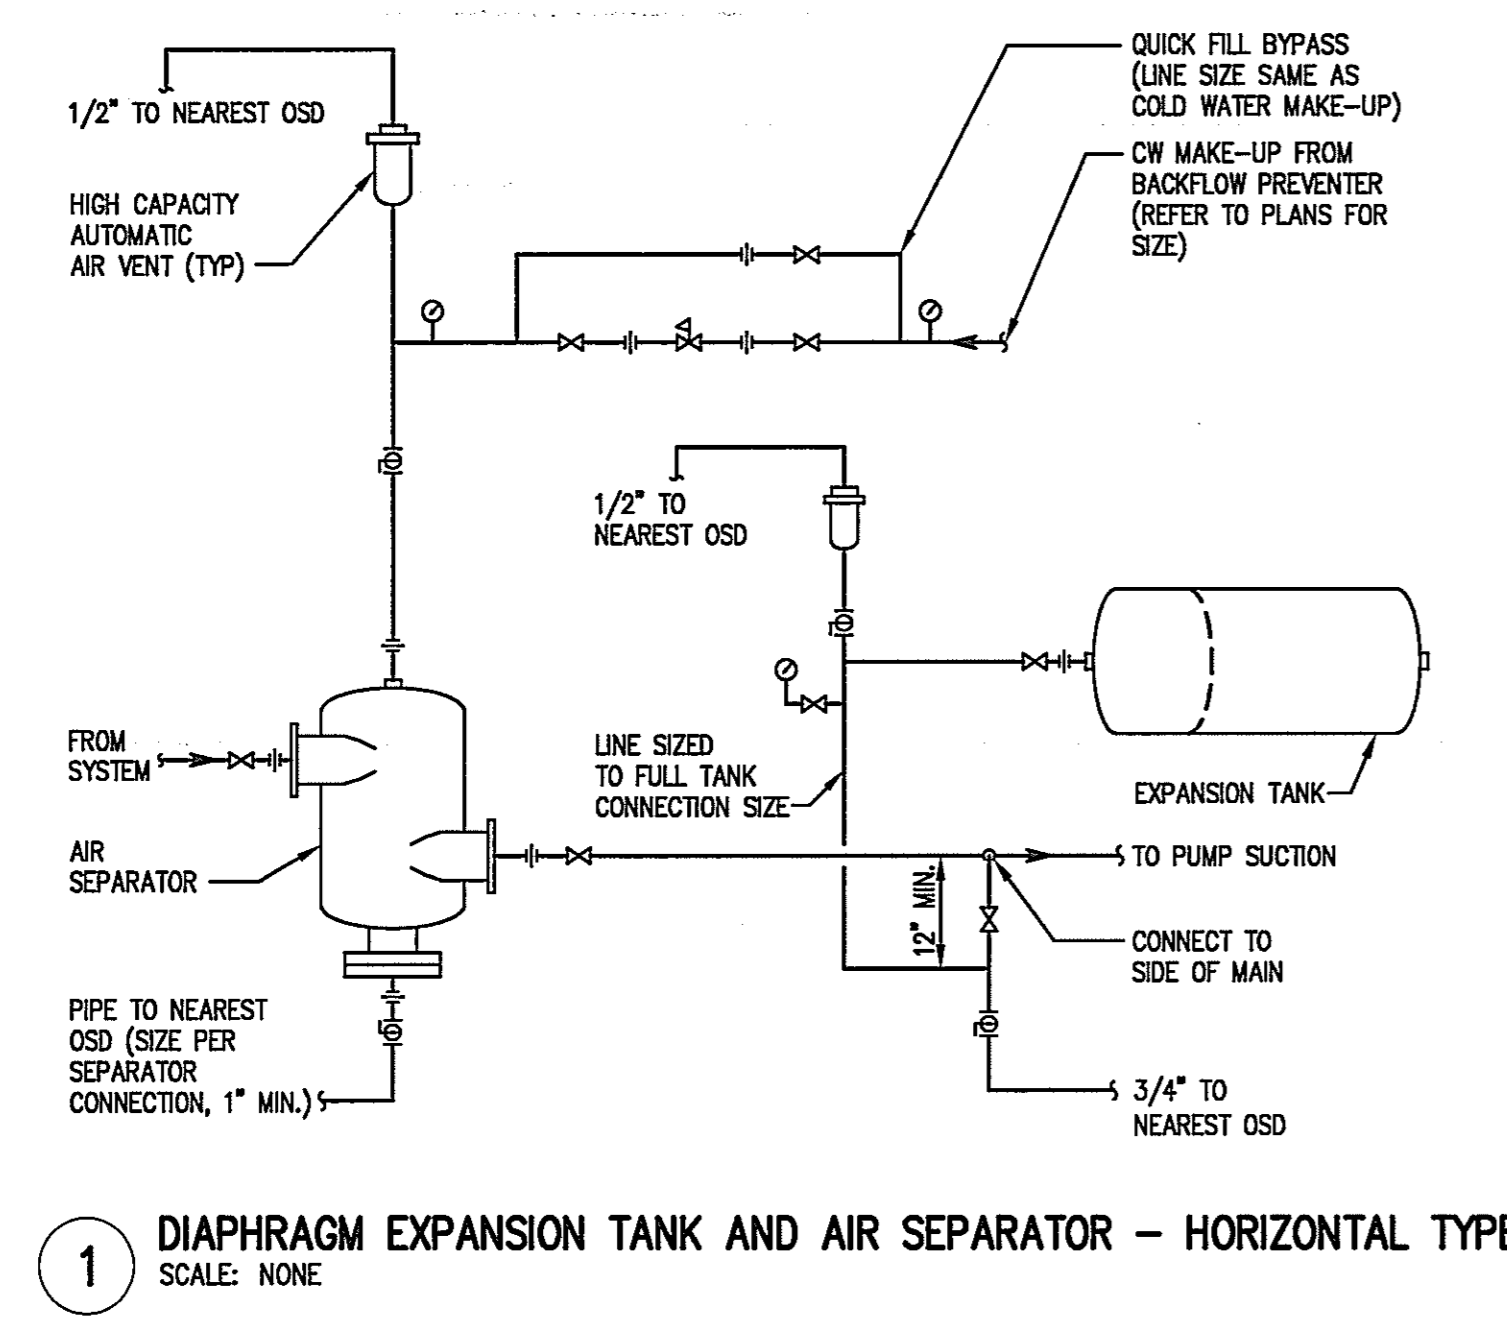 1/2" TO NEAREST OSD
HIGH CAPACITY
AUTOMATIC
AIR VENT (TYP)
QUICK FILL BYPASS
(LINE SIZE SAME AS
COLD WATER MAKE-UP)
CW MAKE-UP FROM
BACKFLOW PREVENTER
(REFER TO PLANS FOR
SIZE)
1/2" TO
NEAREST OSD
FROM
SYSTEM
LINE SIZED
TO FULL TANK
CONNECTION SIZE
EXPANSION TANK
AIR
SEPARATOR
TO PUMP SUCTION
12" MIN.
CONNECT TO
SIDE OF MAIN
PIPE TO NEAREST
OSD (SIZE PER
SEPARATOR
CONNECTION, 1" MIN.)
3/4" TO
NEAREST OSD
1
DIAPHRAGM EXPANSION TANK AND AIR SEPARATOR – HORIZONTAL TYPE
SCALE: NONE